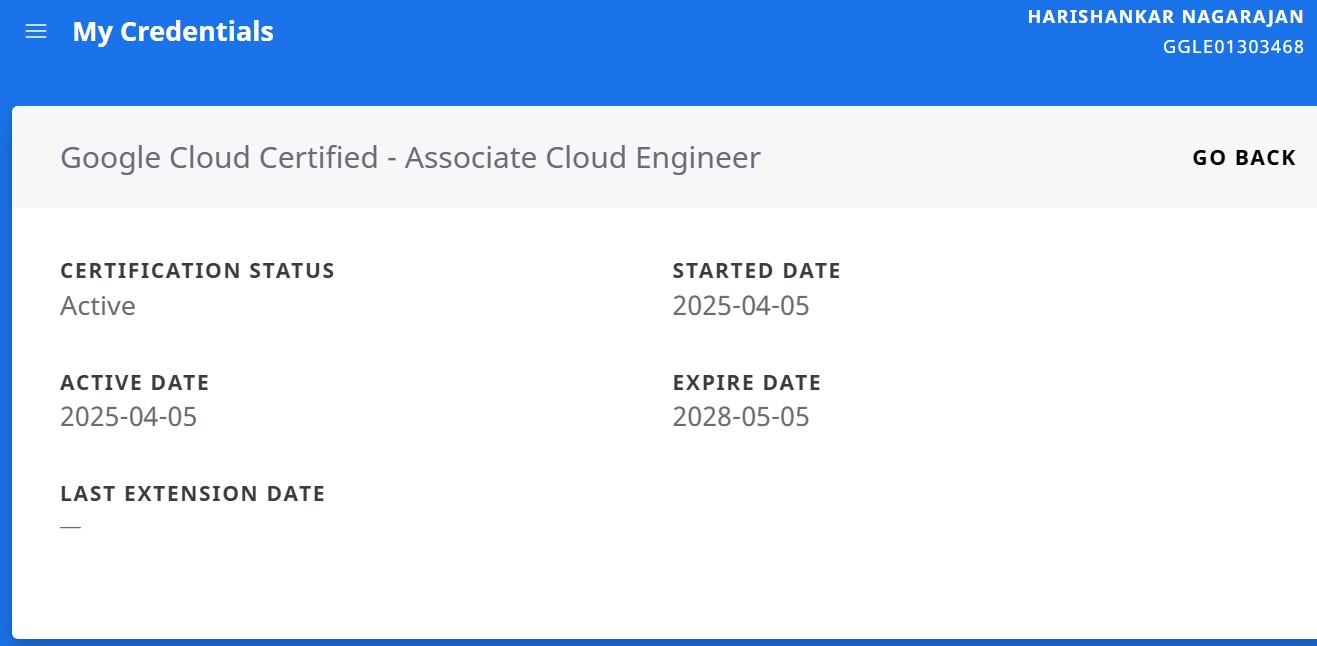 My Credentials
HARISHANKAR NAGARAJAN
GGLE01303468
Google Cloud Certified - Associate Cloud Engineer
GO BACK
CERTIFICATION STATUS
Active
STARTED DATE
2025-04-05
ACTIVE DATE
2025-04-05
EXPIRE DATE
2028-05-05
LAST EXTENSION DATE
—